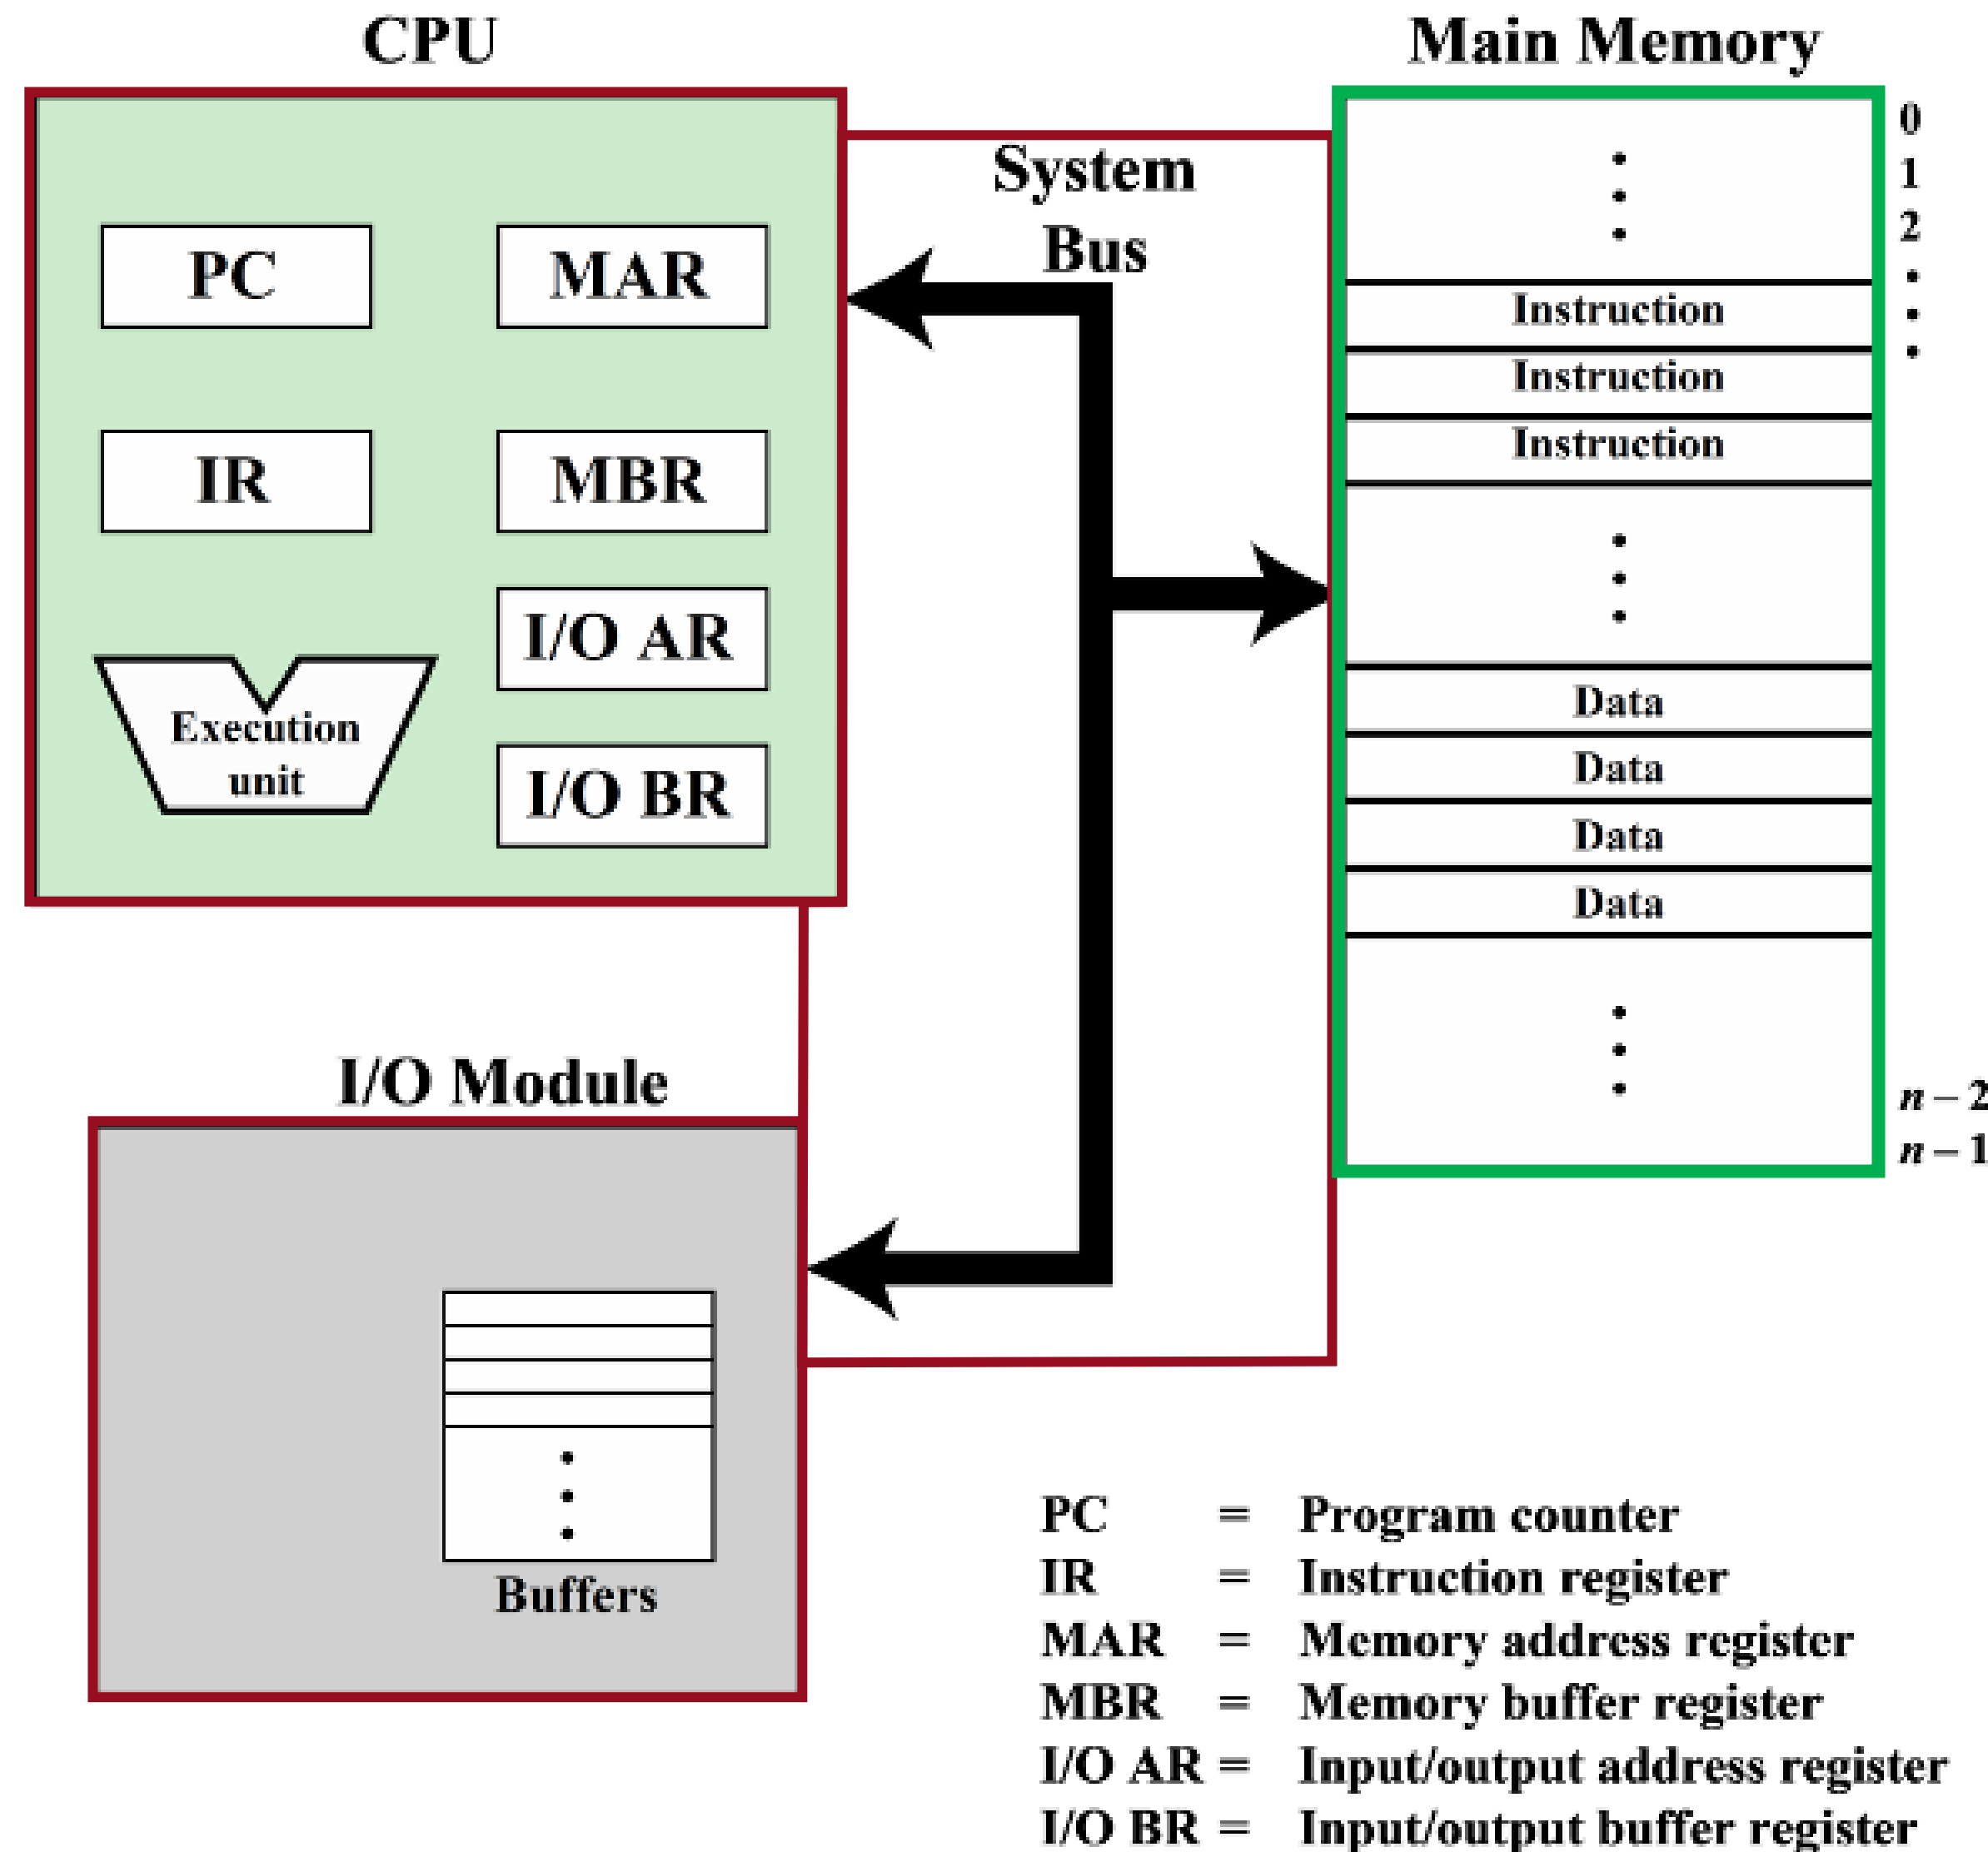 CPU
Main Memory
System
Bus
PC
MAR
IR
MBR
I/O AR
I/O BR
Execution
unit
0
1
2
Instruction
Instruction
Instruction
Data
Data
Data
Data
n – 2
n – 1
I/O Module
Buffers
PC = Program counter
IR = Instruction register
MAR = Memory address register
MBR = Memory buffer register
I/O AR = Input/output address register
I/O BR = Input/output buffer register